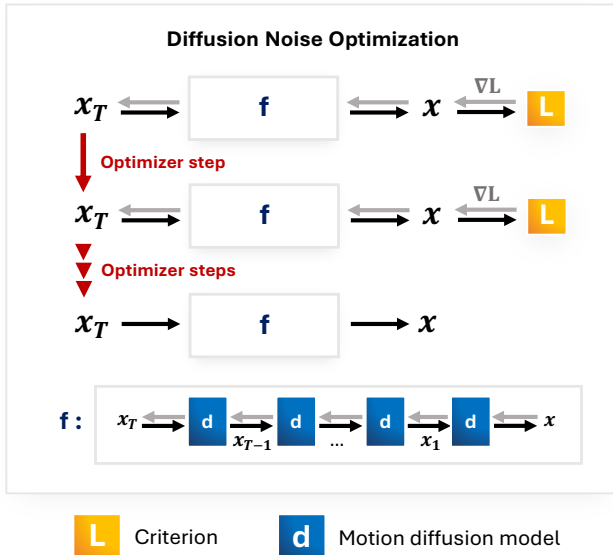 Diffusion Noise Optimization
x_T f x ∇L L
Optimizer step
x_T f x ∇L L
Optimizer steps
x_T f x
f : x_T d x_{T−1} d ... d x_1 d x
L Criterion d Motion diffusion model